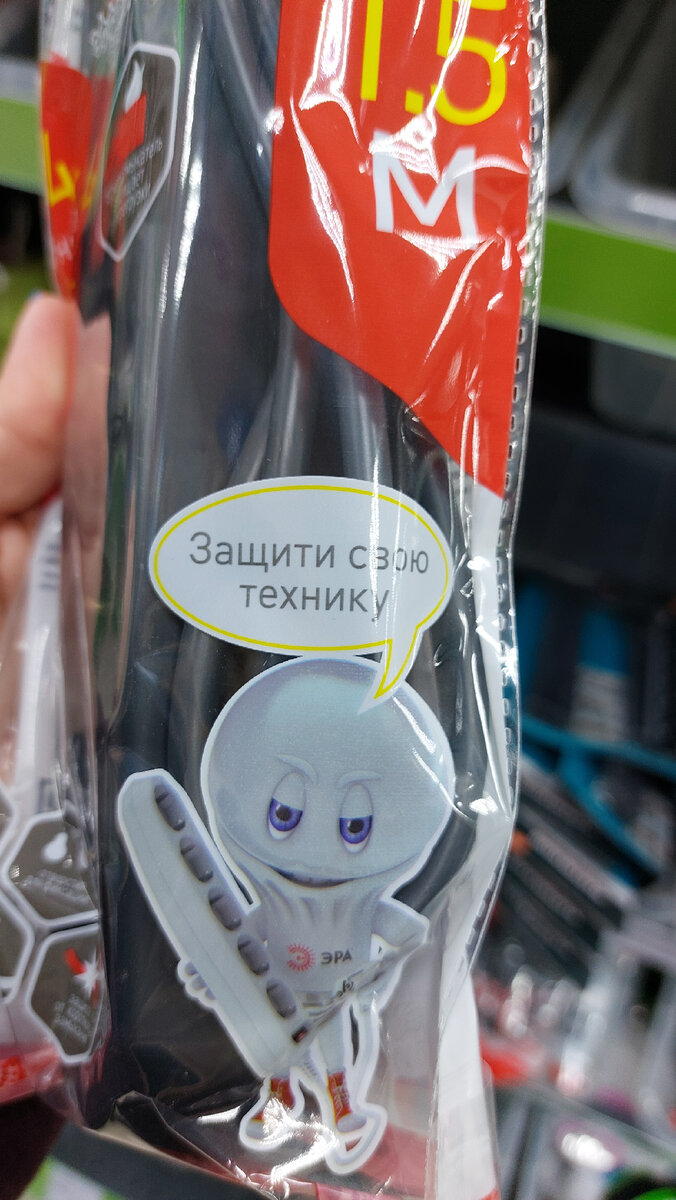 1.5
М
Защити свою
технику
ЭРА